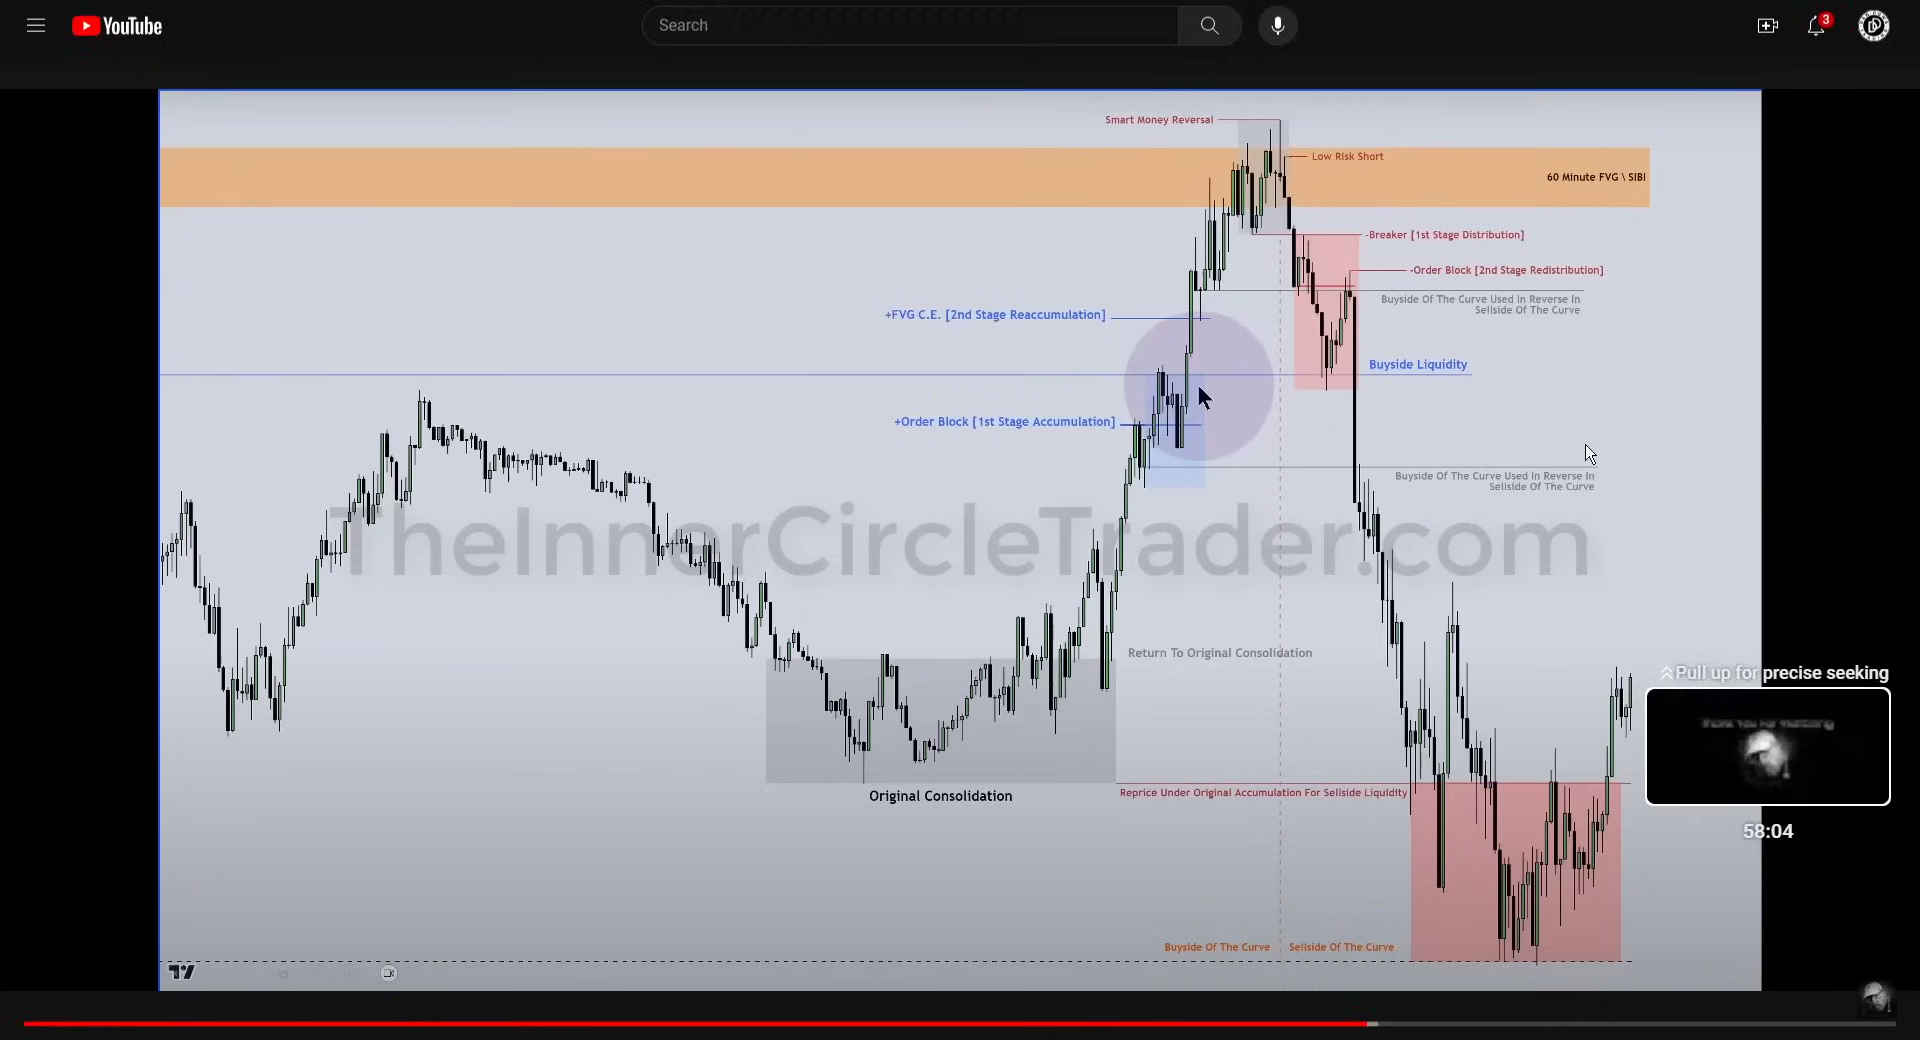 YouTube
Search
3
Smart Money Reversal
Low Risk Short
60 Minute FVG \ SIBI
-Breaker [1st Stage Distribution]
-Order Block [2nd Stage Redistribution]
Buyside Of The Curve Used In Reverse In
Sellside Of The Curve
+FVG C.E. [2nd Stage Reaccumulation]
Buyside Liquidity
+Order Block [1st Stage Accumulation]
Buyside Of The Curve Used In Reverse In
Sellside Of The Curve
TheInnerCircleTrader.com
Return To Original Consolidation
Pull up for precise seeking
Thank You For Watching
Original Consolidation
Reprice Under Original Accumulation For Sellside Liquidity
58:04
Buyside Of The Curve
Sellside Of The Curve